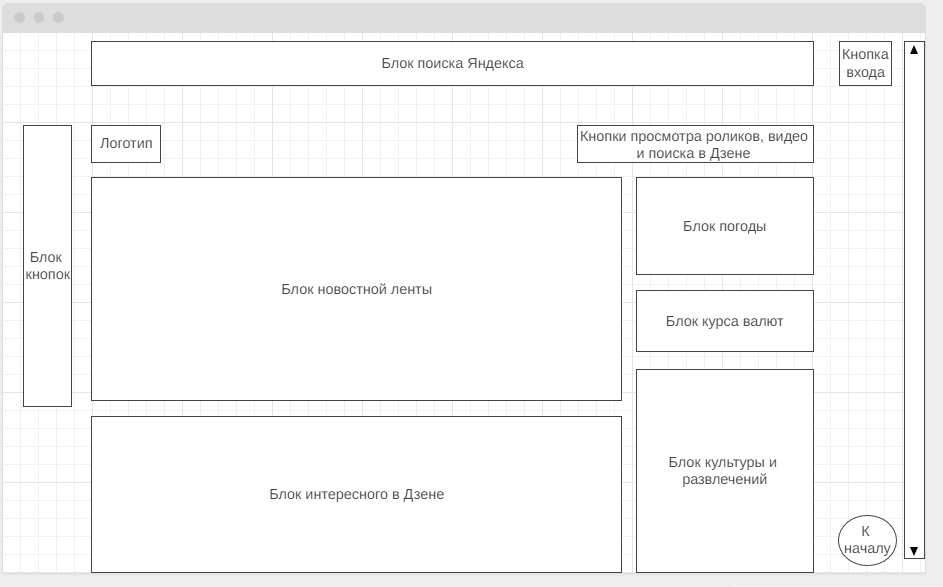 Блок поиска Яндекса
Кнопка
входа
Логотип
Кнопки просмотра роликов, видео
и поиска в Дзене
Блок
кнопок
Блок новостной ленты
Блок погоды
Блок курса валют
Блок интересного в Дзене
Блок культуры и
развлечений
К
началу